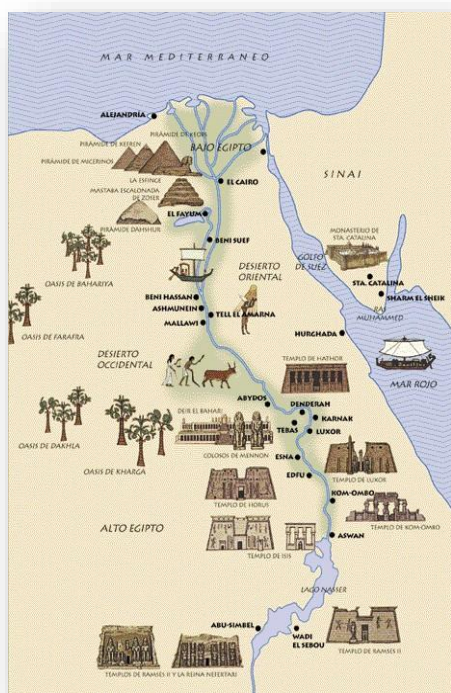 MAR MEDITERRANEO
ALEJANDRÍA
PIRÁMIDE DE KEOPS
PIRÁMIDE DE KEFREN
BAJO EGIPTO
PIRÁMIDE DE MICERINOS
LA ESFINGE
MASTABA ESCALONADA
DE ZOSER
EL CAIRO
SINAI
EL FAYUM
PIRÁMIDE DAHHUR
BENI SUEF
MONASTERIO DE
STA. CATALINA
GOLFO
DE SUEZ
DESIERTO
ORIENTAL
STA. CATALINA
OASIS DE BAHARIYA
SHARM EL SHEIK
BENI HASSAN
RAS
MUHAMMED
ASHMUNEIN
TELL EL AMARNA
MALLAWI
OASIS DE FARAFRA
HURGHADA
DESIERTO
OCCIDENTAL
TEMPLO DE HATHOR
MAR ROJO
ABYDOS
DENDERAH
DEIR EL BAHARI
KARNAK
TEBAS
LUXOR
OASIS DE DAKHLA
COLOSOS DE MENNON
ESNA
OASIS DE KHARGA
EDFU
TEMPLO DE LUXOR
KOM-OMBO
TEMPLO DE HORUS
TEMPLO DE KOM-OMBO
ALTO EGIPTO
ASWAN
TEMPLO DE ISIS
LAGO NASSER
ABU-SIMBEL
WADI
EL SEBOU
TEMPLO DE RAMSES II
TEMPLOS DE RAMSES II Y LA REINA NEFERTARI